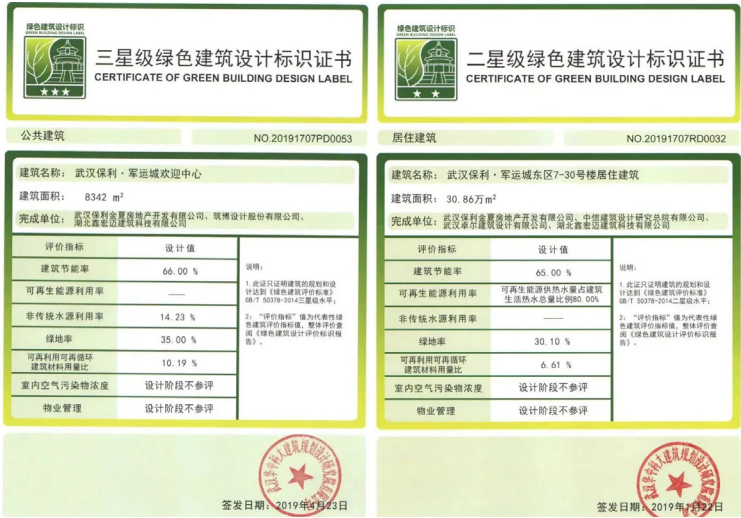 绿色建筑设计标识
GREEN BUILDING DESIGN LABEL
三星级绿色建筑设计标识证书
CERTIFICATE OF GREEN BUILDING DESIGN LABEL
公共建筑
NO.20191707PD0053
建筑名称: 武汉保利·军运城欢迎中心
建筑面积: 8342 m²
完成单位: 武汉保利金夏房地产开发有限公司、筑博设计股份有限公司、
湖北鑫宏迈建筑科技有限公司
评价指标 设计值
建筑节能率 66.00 %
可再生能源利用率 ——
非传统水源利用率 14.23 %
绿地率 35.00 %
可再利用可再循环
建筑材料用量比 10.19 %
室内空气污染物浓度 设计阶段不参评
物业管理 设计阶段不参评
说明:
1.此证只证明建筑的规划和设
计达到《绿色建筑评价标准》
GB/T 50378-2014三星级水平;
2: “评价指标”值为代表性绿
色建筑评价指标值,整体评价查
阅《绿色建筑设计评价标识报
告》。
签发日期: 2019年4月23日
绿色建筑设计标识
GREEN BUILDING DESIGN LABEL
二星级绿色建筑设计标识证书
CERTIFICATE OF GREEN BUILDING DESIGN LABEL
居住建筑
NO.20191707RD0032
建筑名称: 武汉保利·军运城东区7-30号楼居住建筑
建筑面积: 30.86万m²
完成单位: 武汉保利金夏房地产开发有限公司、中信建筑设计研究总院有限公司、
武汉卓尔建筑设计有限公司、湖北鑫宏迈建筑科技有限公司
评价指标 设计值
建筑节能率 65.00 %
可再生能源利用率 可再生能源供热水量占建筑
生活热水总量比例80.00%
非传统水源利用率 ——
绿地率 30.10 %
可再利用可再循环
建筑材料用量比 6.61 %
室内空气污染物浓度 设计阶段不参评
物业管理 设计阶段不参评
说明:
1.此证只证明建筑的规划和设
计达到《绿色建筑评价标准》
GB/T 50378-2014二星级水平;
2: “评价指标”值为代表性绿
色建筑评价指标值,整体评价查
阅《绿色建筑设计评价标识报
告》。
签发日期: 2019年1月22日